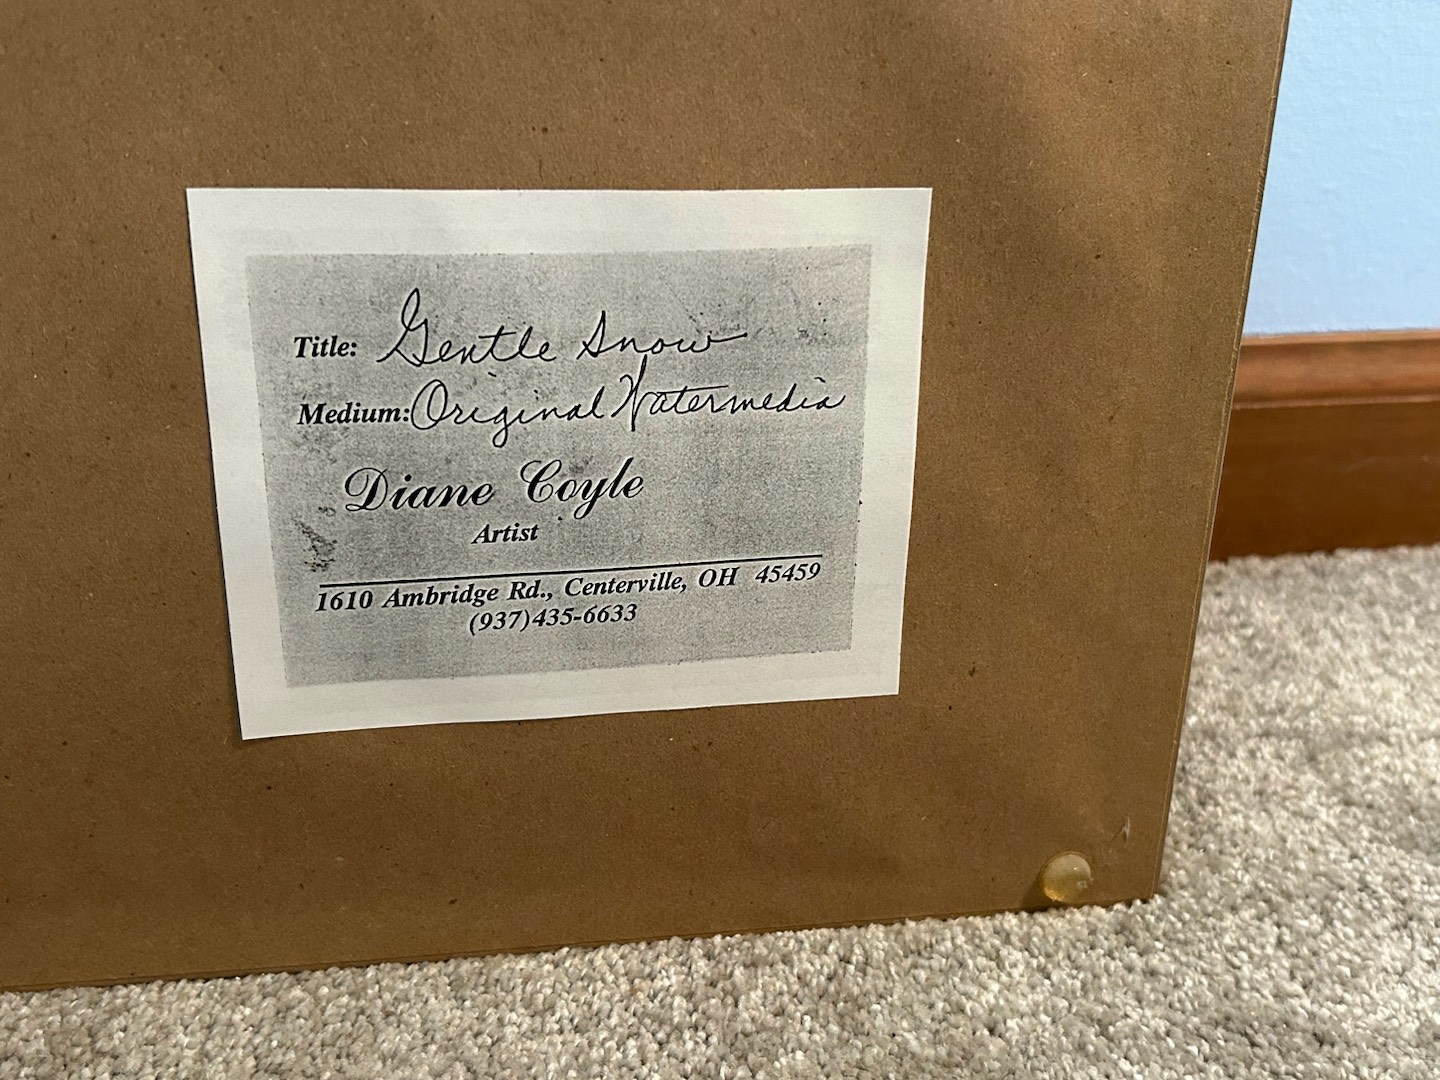 Title: Gentle Snow
Medium: Original Watermedia
Diane Coyle
Artist
1610 Ambridge Rd., Centerville, OH 45459
(937)435-6633